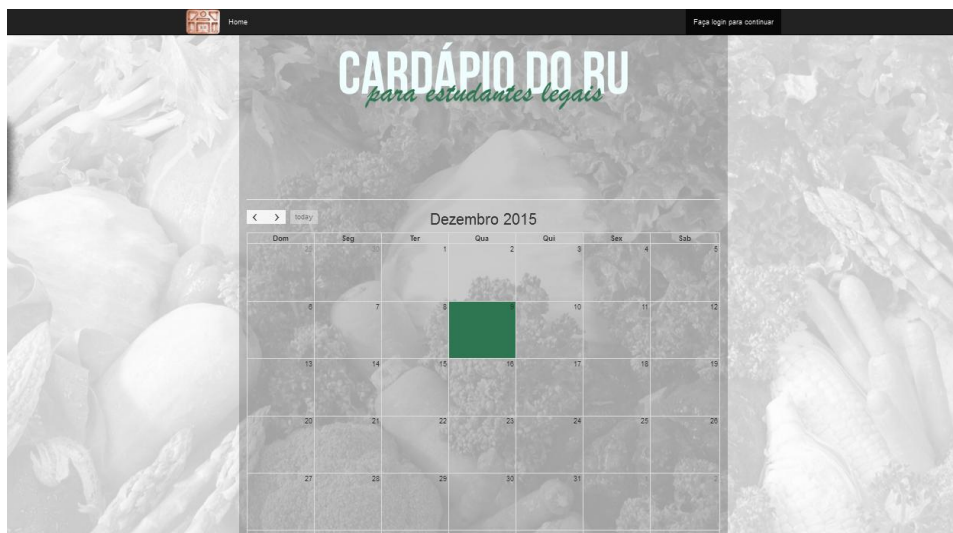 Home
Faça login para continuar
CARDÁPIO DO RU
para estudantes legais
today
Dezembro 2015
Dom Seg Ter Qua Qui Sex Sab
1 2 3 4 5
6 7 8 9 10 11 12
13 14 15 16 17 18 19
20 21 22 23 24 25 26
27 28 29 30 31